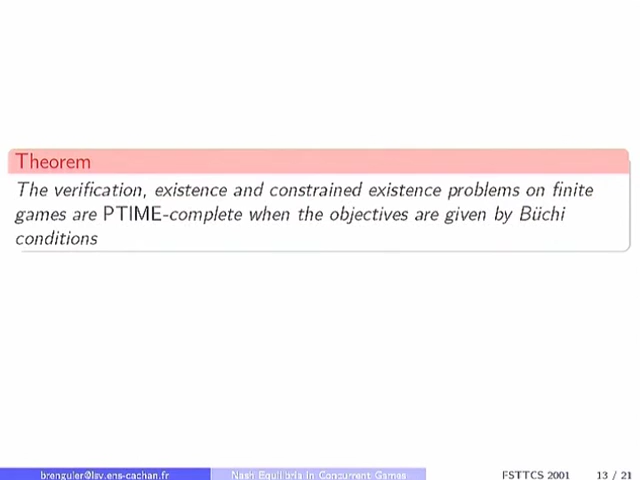 Theorem
The verification, existence and constrained existence problems on finite
games are PTIME-complete when the objectives are given by Büchi
conditions
brenguier@lsv.ens-cachan.fr Nash Equilibria In Concurrent Games FSTTCS 2001 13 / 21